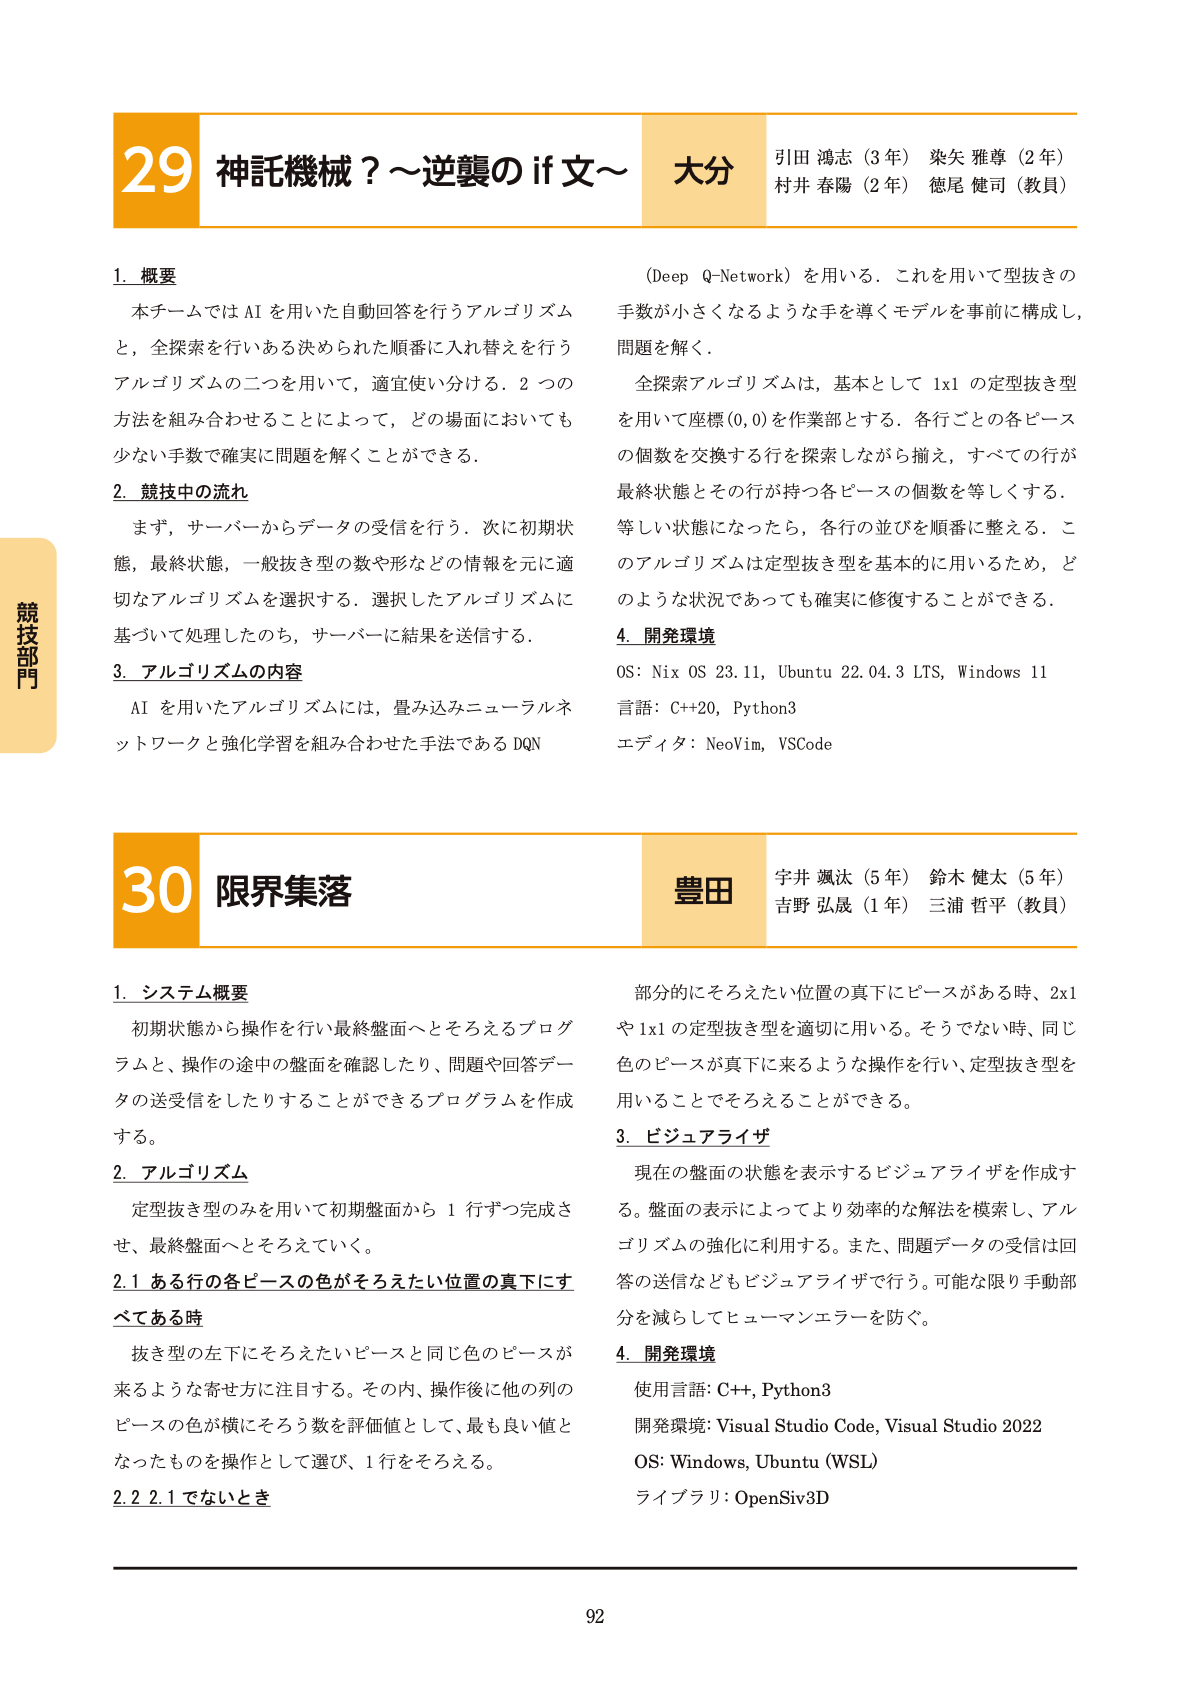 29
神託機械？～逆襲の if 文～
大分
引田 鴻志（3 年） 染矢 雅尊（2 年）
村井 春陽（2 年） 徳尾 健司（教員）
1. 概要
本チームでは AI を用いた自動回答を行うアルゴリズム
と，全探索を行いある決められた順番に入れ替えを行う
アルゴリズムの二つを用いて，適宜使い分ける．2 つの
方法を組み合わせることによって，どの場面においても
少ない手数で確実に問題を解くことができる．
2. 競技中の流れ
まず，サーバーからデータの受信を行う．次に初期状
態，最終状態，一般抜き型の数や形などの情報を元に適
切なアルゴリズムを選択する．選択したアルゴリズムに
基づいて処理したのち，サーバーに結果を送信する．
3. アルゴリズムの内容
AI を用いたアルゴリズムには，畳み込みニューラルネ
ットワークと強化学習を組み合わせた手法である DQN
（Deep Q-Network）を用いる．これを用いて型抜きの
手数が小さくなるような手を導くモデルを事前に構成し，
問題を解く．
全探索アルゴリズムは，基本として 1x1 の定型抜き型
を用いて座標(0,0)を作業部とする．各行ごとの各ピース
の個数を交換する行を探索しながら揃え，すべての行が
最終状態とその行が持つ各ピースの個数を等しくする．
等しい状態になったら，各行の並びを順番に整える．こ
のアルゴリズムは定型抜き型を基本的に用いるため，ど
のような状況であっても確実に修復することができる．
4. 開発環境
OS: Nix OS 23.11, Ubuntu 22.04.3 LTS, Windows 11
言語: C++20, Python3
エディタ: NeoVim, VSCode
競技部門
30
限界集落
豊田
宇井 颯汰（5 年） 鈴木 健太（5 年）
吉野 弘晟（1 年） 三浦 哲平（教員）
1. システム概要
初期状態から操作を行い最終盤面へとそろえるプログ
ラムと、操作の途中の盤面を確認したり、問題や回答デー
タの送受信をしたりすることができるプログラムを作成
する。
2. アルゴリズム
定型抜き型のみを用いて初期盤面から 1 行ずつ完成さ
せ、最終盤面へとそろえていく。
2.1 ある行の各ピースの色がそろえたい位置の真下にす
べてある時
抜き型の左下にそろえたいピースと同じ色のピースが
来るような寄せ方に注目する。その内、操作後に他の列の
ピースの色が横にそろう数を評価値として、最も良い値と
なったものを操作として選び、1 行をそろえる。
2.2 2.1 でないとき
部分的にそろえたい位置の真下にピースがある時、2x1
や 1x1 の定型抜き型を適切に用いる。そうでない時、同じ
色のピースが真下に来るような操作を行い、定型抜き型を
用いることでそろえることができる。
3. ビジュアライザ
現在の盤面の状態を表示するビジュアライザを作成す
る。盤面の表示によってより効率的な解法を模索し、アル
ゴリズムの強化に利用する。また、問題データの受信は回
答の送信などもビジュアライザで行う。可能な限り手動部
分を減らしてヒューマンエラーを防ぐ。
4. 開発環境
使用言語: C++, Python3
開発環境: Visual Studio Code, Visual Studio 2022
OS: Windows, Ubuntu (WSL)
ライブラリ: OpenSiv3D
92